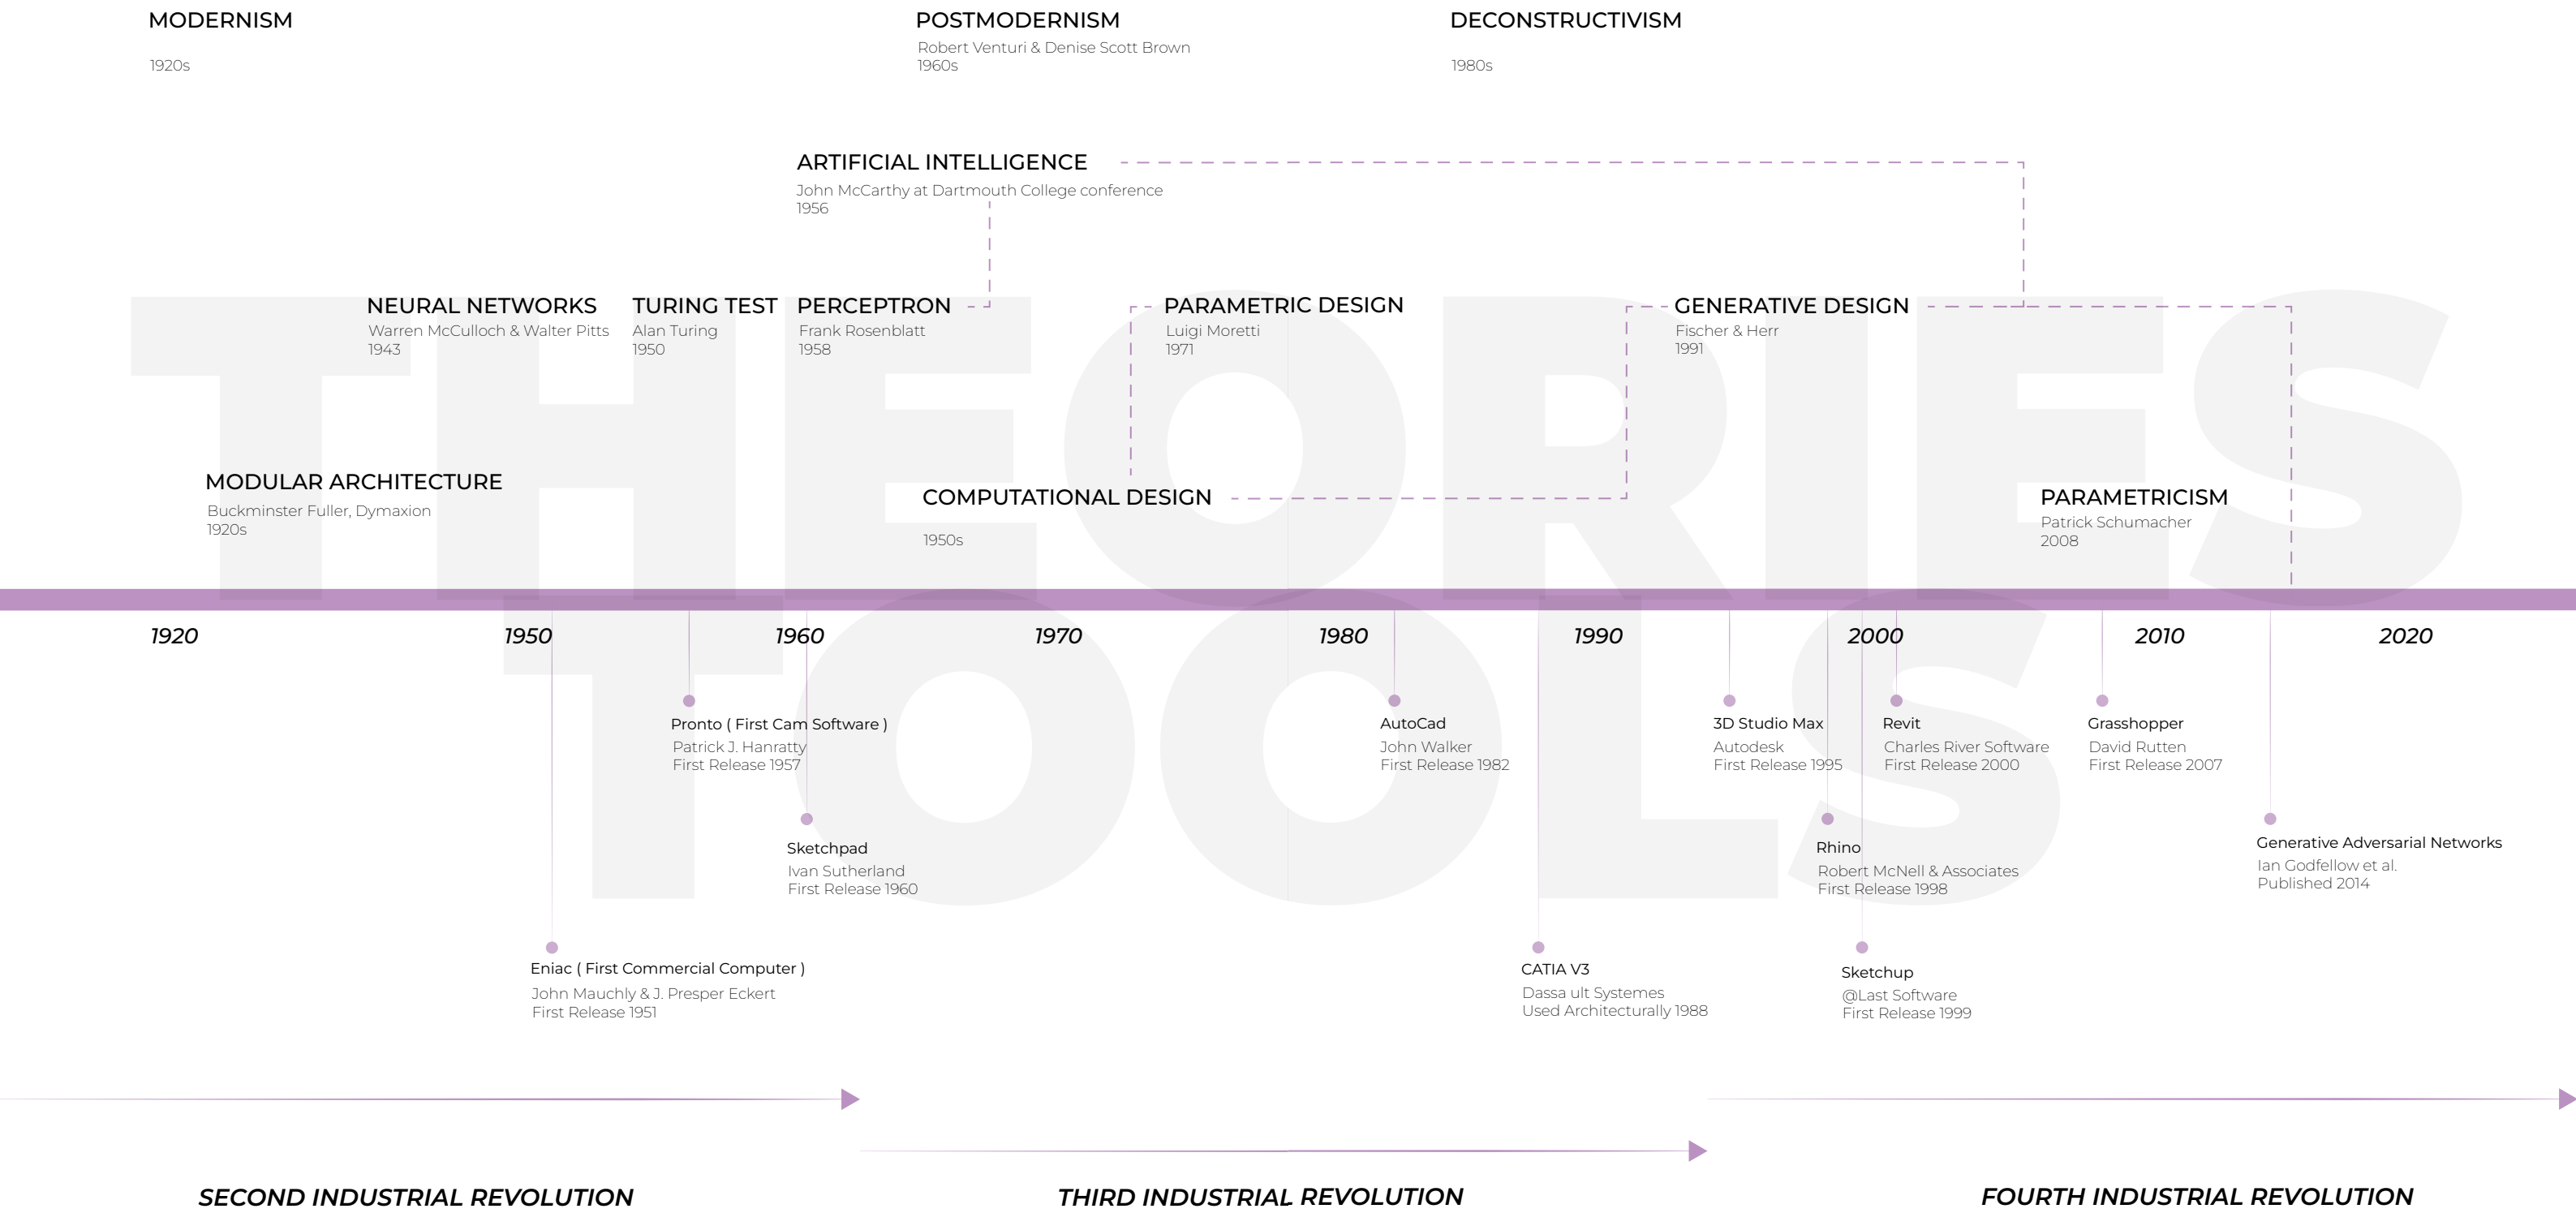 MODERNISM
1920s
POSTMODERNISM
Robert Venturi & Denise Scott Brown
1960s
DECONSTRUCTIVISM
1980s
ARTIFICIAL INTELLIGENCE
John McCarthy at Dartmouth College conference
1956
NEURAL NETWORKS
Warren McCulloch & Walter Pitts
1943
TURING TEST
Alan Turing
1950
PERCEPTRON
Frank Rosenblatt
1958
PARAMETRIC DESIGN
Luigi Moretti
1971
GENERATIVE DESIGN
Fischer & Herr
1991
THEORIES
MODULAR ARCHITECTURE
Buckminster Fuller, Dymaxion
1920s
COMPUTATIONAL DESIGN
1950s
PARAMETRICISM
Patrick Schumacher
2008
1920
1950
1960
1970
1980
1990
2000
2010
2020
TOOLS
Pronto ( First Cam Software )
Patrick J. Hanratty
First Release 1957
AutoCad
John Walker
First Release 1982
3D Studio Max
Autodesk
First Release 1995
Revit
Charles River Software
First Release 2000
Grasshopper
David Rutten
First Release 2007
Sketchpad
Ivan Sutherland
First Release 1960
Rhino
Robert McNell & Associates
First Release 1998
Generative Adversarial Networks
Ian Godfellow et al.
Published 2014
Eniac ( First Commercial Computer )
John Mauchly & J. Presper Eckert
First Release 1951
CATIA V3
Dassa ult Systemes
Used Architecturally 1988
Sketchup
@Last Software
First Release 1999
SECOND INDUSTRIAL REVOLUTION
THIRD INDUSTRIAL REVOLUTION
FOURTH INDUSTRIAL REVOLUTION